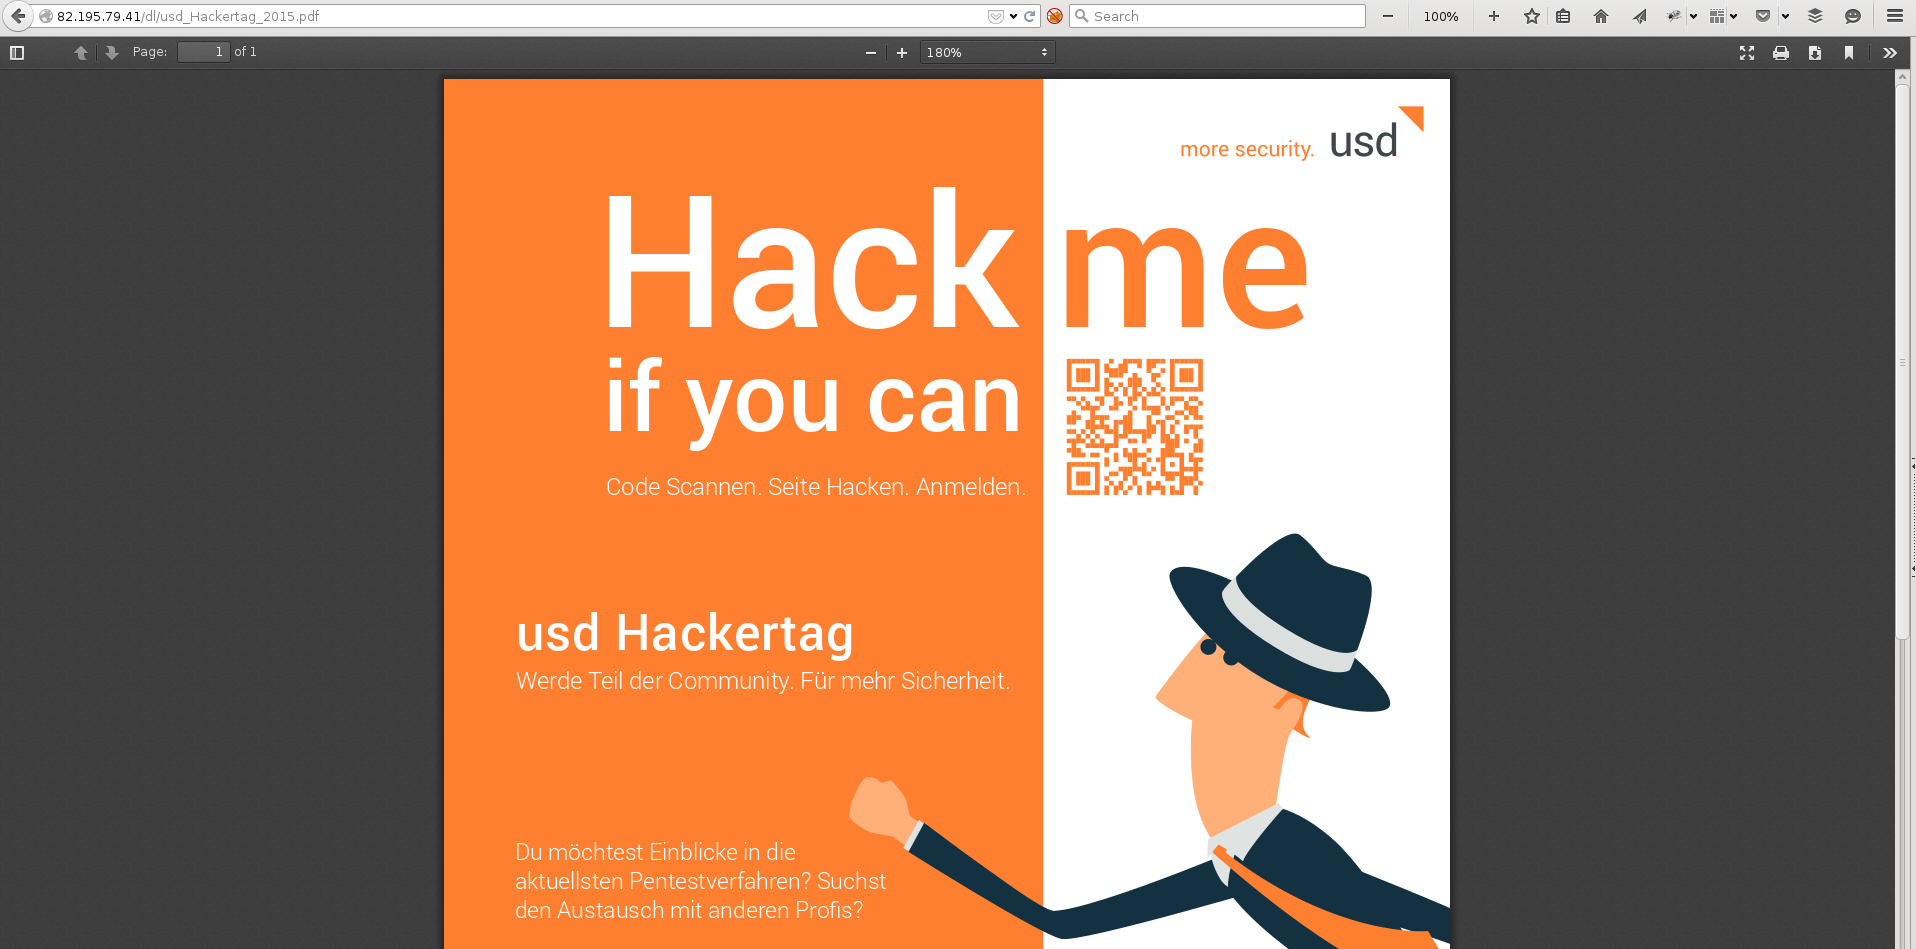 82.195.79.41/dl/usd_Hackertag_2015.pdf
Search
100%
Page: 1 of 1
180%
more security. usd
Hack me
if you can
Code Scannen. Seite Hacken. Anmelden.
usd Hackertag
Werde Teil der Community. Für mehr Sicherheit.
Du möchtest Einblicke in die
aktuellsten Pentestverfahren? Suchst
den Austausch mit anderen Profis?